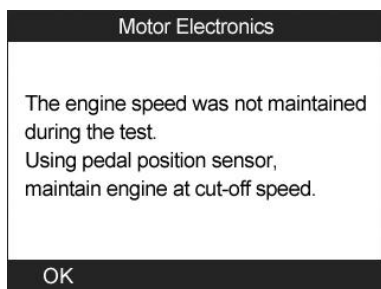 Motor Electronics
The engine speed was not maintained
during the test.
Using pedal position sensor,
maintain engine at cut-off speed.
OK